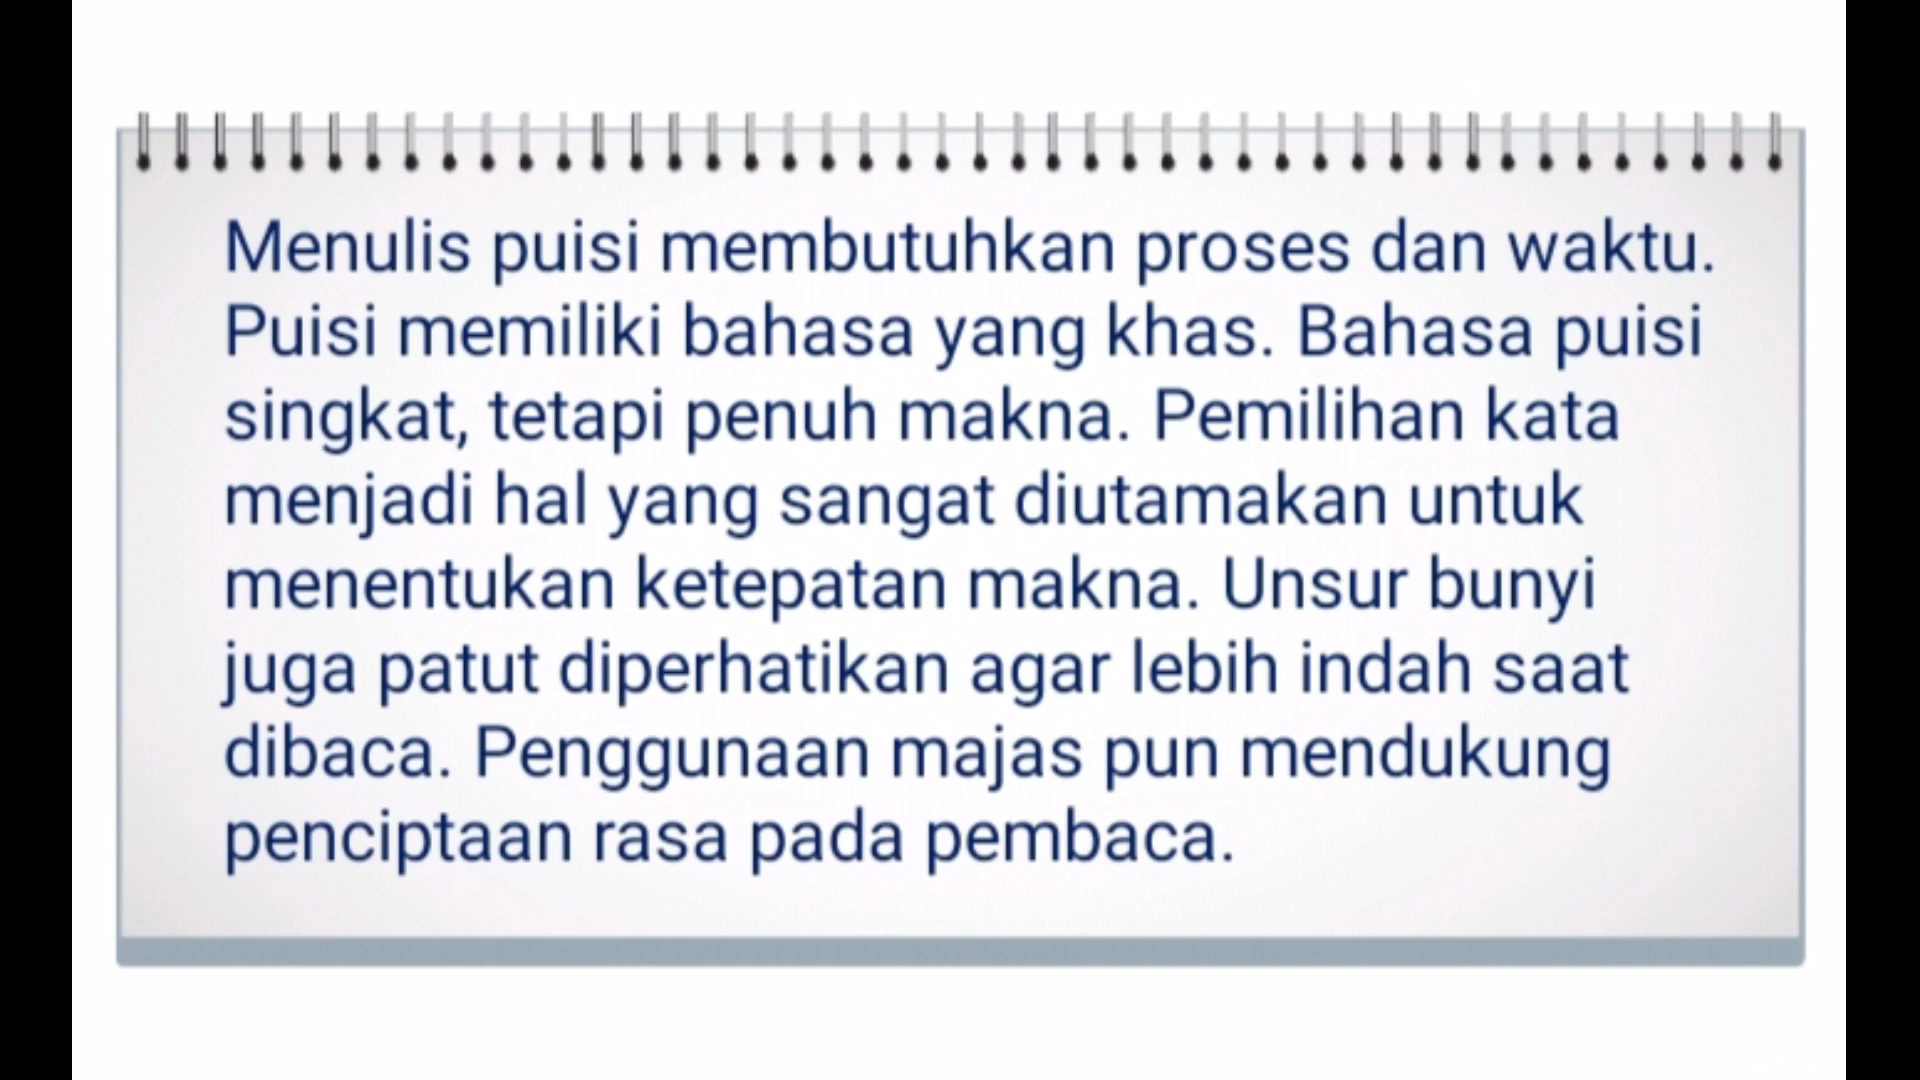 Menulis puisi membutuhkan proses dan waktu.
Puisi memiliki bahasa yang khas. Bahasa puisi
singkat, tetapi penuh makna. Pemilihan kata
menjadi hal yang sangat diutamakan untuk
menentukan ketepatan makna. Unsur bunyi
juga patut diperhatikan agar lebih indah saat
dibaca. Penggunaan majas pun mendukung
penciptaan rasa pada pembaca.